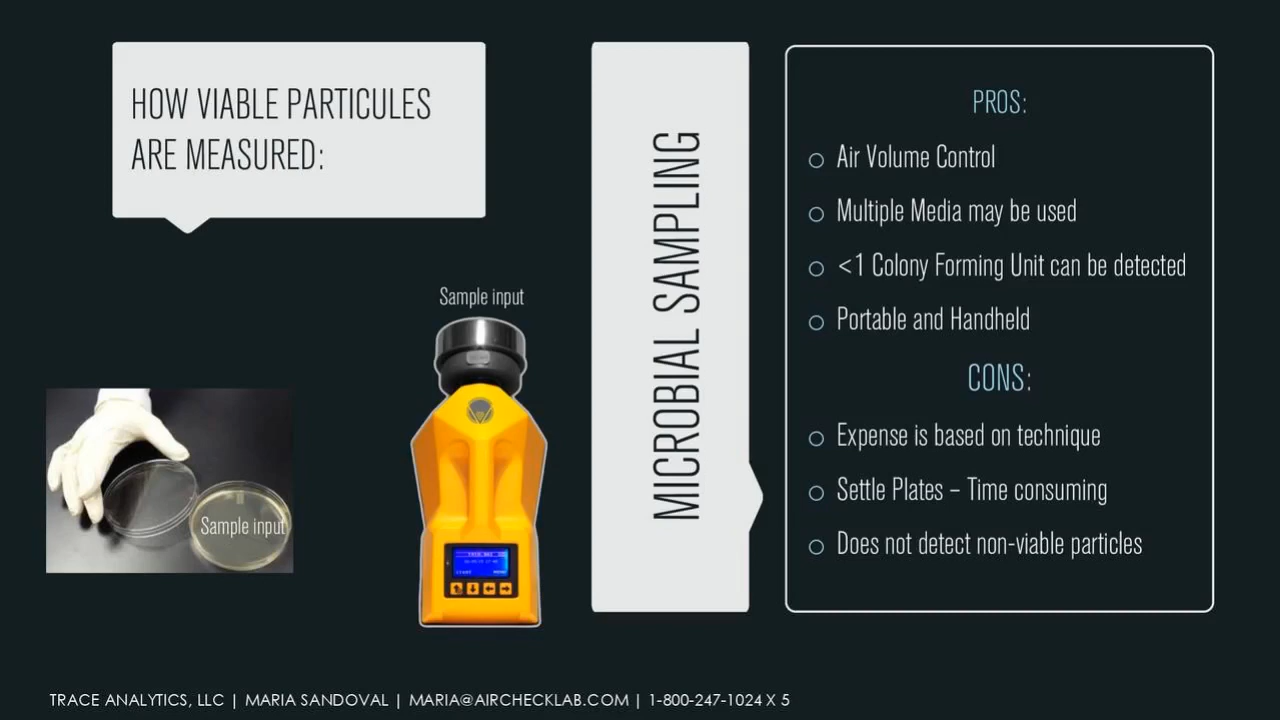 HOW VIABLE PARTICULES
ARE MEASURED:
Sample input
Sample input
MICROBIAL SAMPLING
PROS:
Air Volume Control
Multiple Media may be used
<1 Colony Forming Unit can be detected
Portable and Handheld
CONS:
Expense is based on technique
Settle Plates – Time consuming
Does not detect non-viable particles
TRACE ANALYTICS, LLC | MARIA SANDOVAL | MARIA@AIRCHECKLAB.COM | 1-800-247-1024 X 5